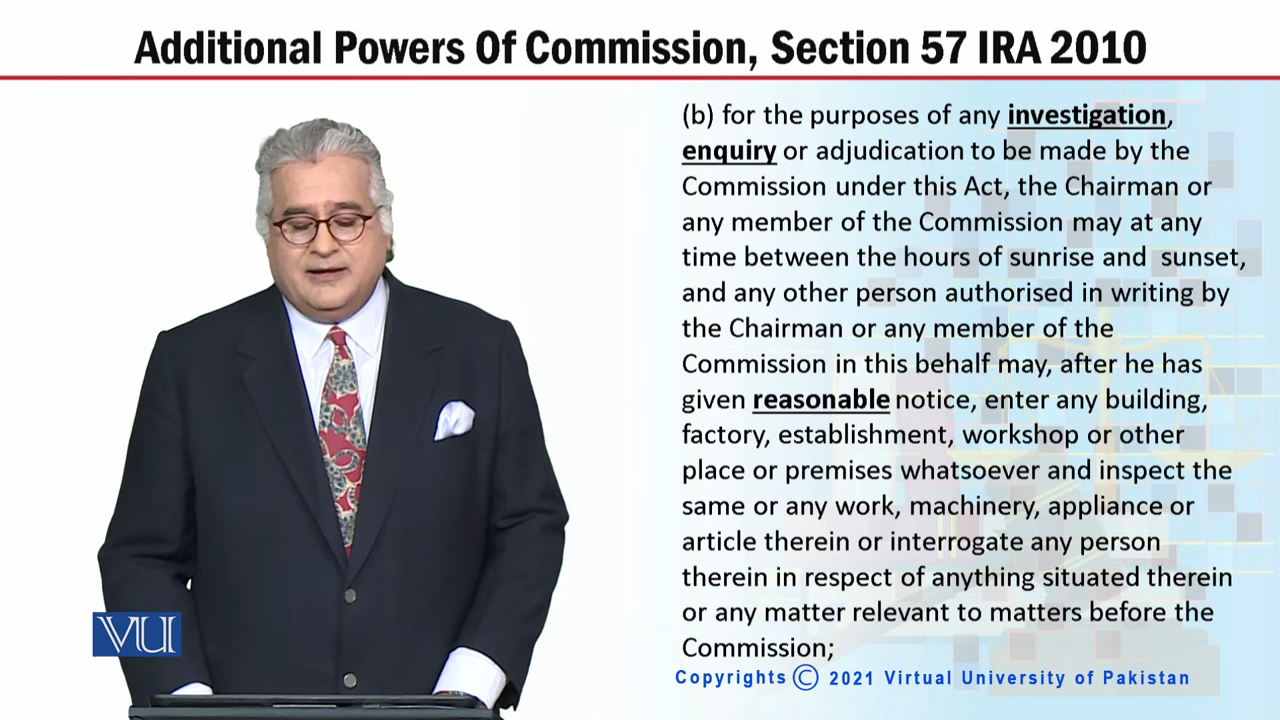 Additional Powers Of Commission, Section 57 IRA 2010
(b) for the purposes of any investigation,
enquiry or adjudication to be made by the
Commission under this Act, the Chairman or
any member of the Commission may at any
time between the hours of sunrise and sunset,
and any other person authorised in writing by
the Chairman or any member of the
Commission in this behalf may, after he has
given reasonable notice, enter any building,
factory, establishment, workshop or other
place or premises whatsoever and inspect the
same or any work, machinery, appliance or
article therein or interrogate any person
therein in respect of anything situated therein
or any matter relevant to matters before the
Commission;
VU
Copyrights © 2021 Virtual University of Pakistan